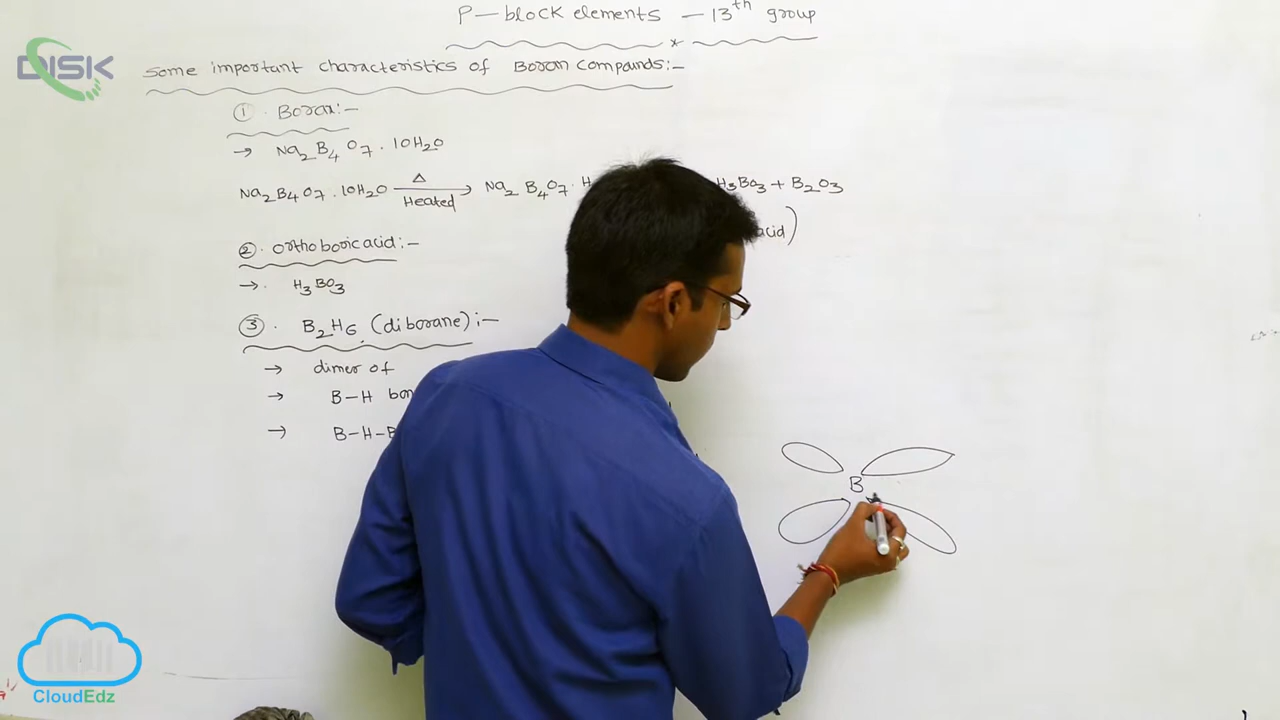 P-block elements - 13th group
Some important characteristics of Boron Compounds:-
DISK
① . Borax:-
→ Na2B4O7 . 10H2O
Na2B4O7 . 10H2O Δ → Na2B4O7 . H3BO3 + B2O3
Heated
acid)
② . Orthoboric acid:-
→ . H3BO3
③ . B2H6 (diborane):-
→ dimer of
→ B-H
→ B-H-B
B
CloudEdz